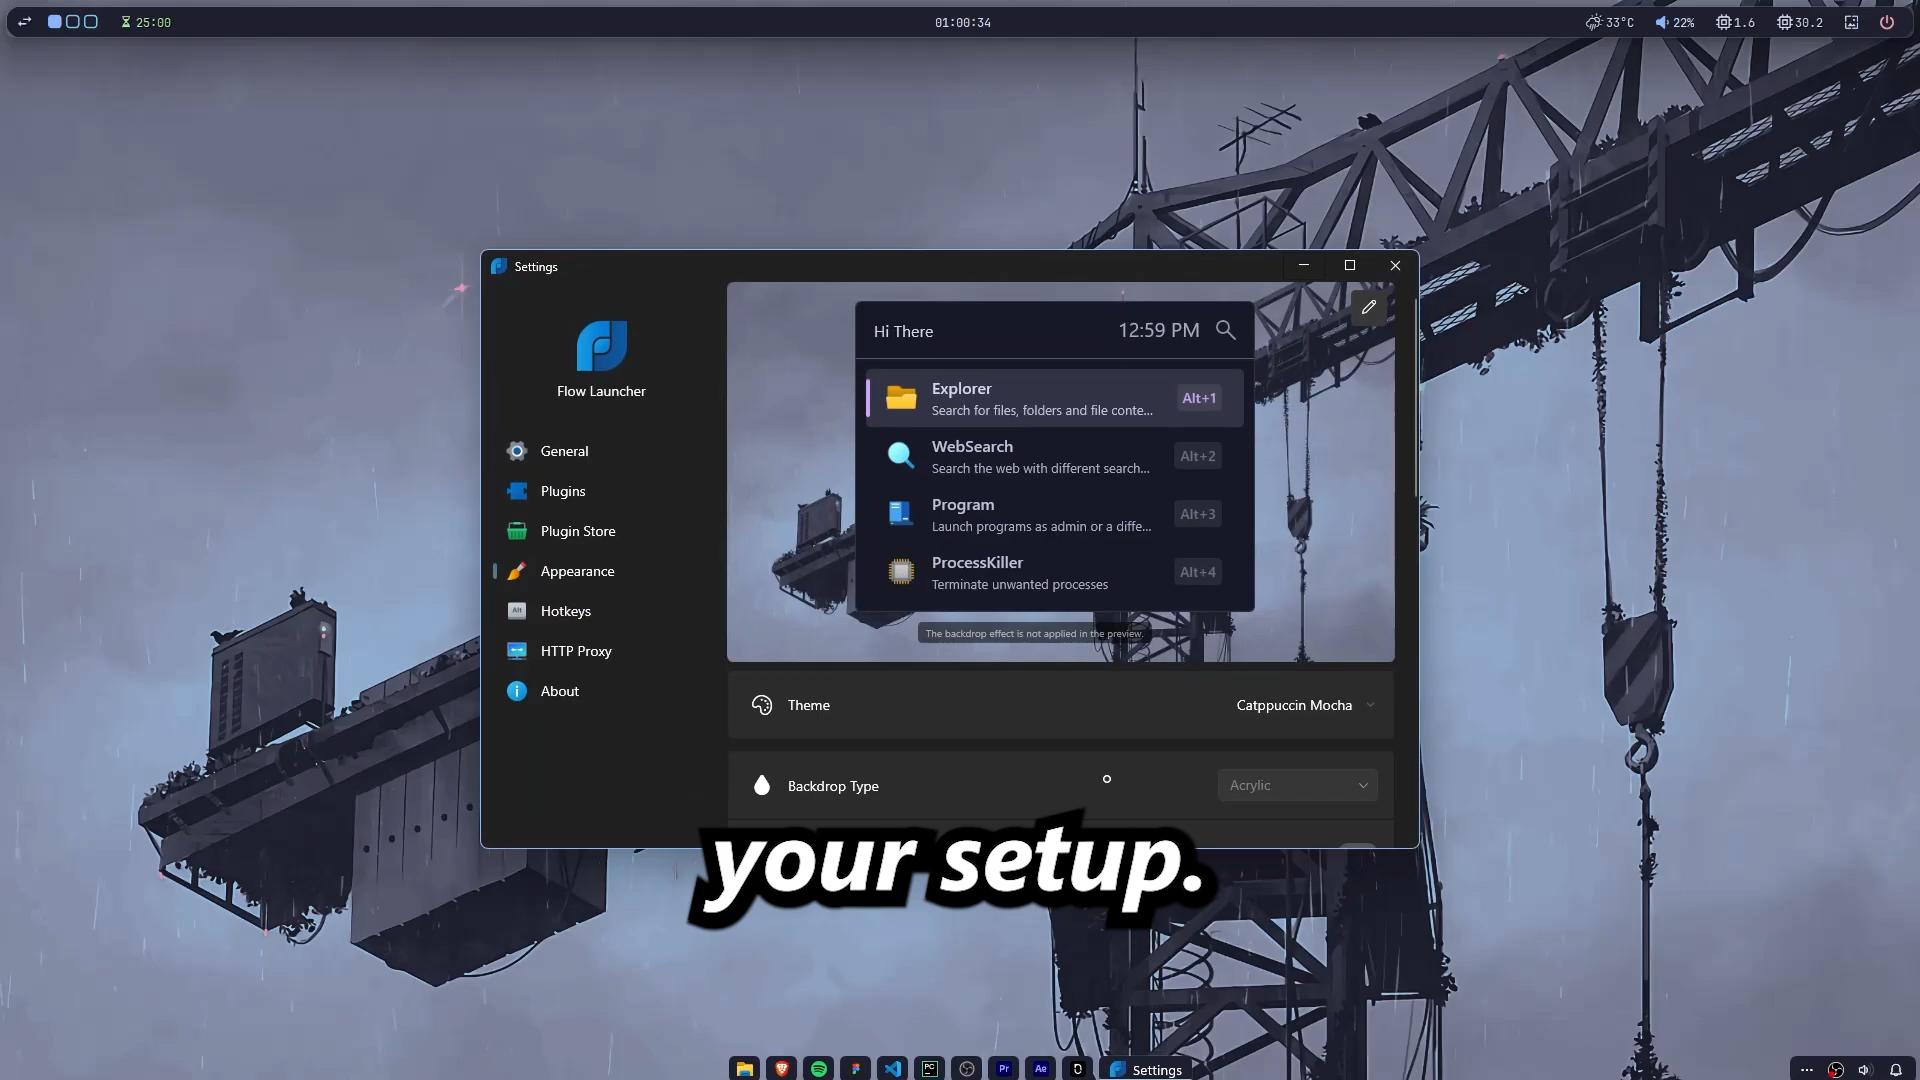 25:00
01:00:34
33°C
22%
1.6
30.2
Settings
Flow Launcher
General
Plugins
Plugin Store
Appearance
Alt
Hotkeys
HTTP Proxy
About
Hi There
12:59 PM
Explorer
Search for files, folders and file conte...
Alt+1
WebSearch
Search the web with different search...
Alt+2
Program
Launch programs as admin or a diffe...
Alt+3
ProcessKiller
Terminate unwanted processes
Alt+4
The backdrop effect is not applied in the preview.
Theme
Catppuccin Mocha
Backdrop Type
Acrylic
your setup.
PC
Pr
Ae
Settings